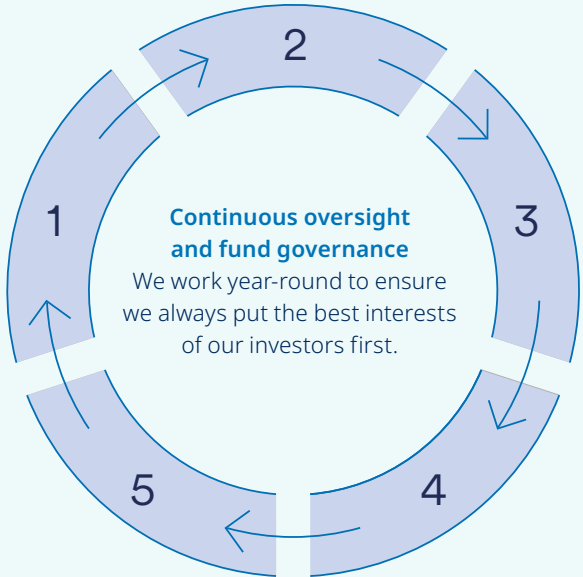 2
1
3
Continuous oversight
and fund governance
We work year-round to ensure
we always put the best interests
of our investors first.
5
4